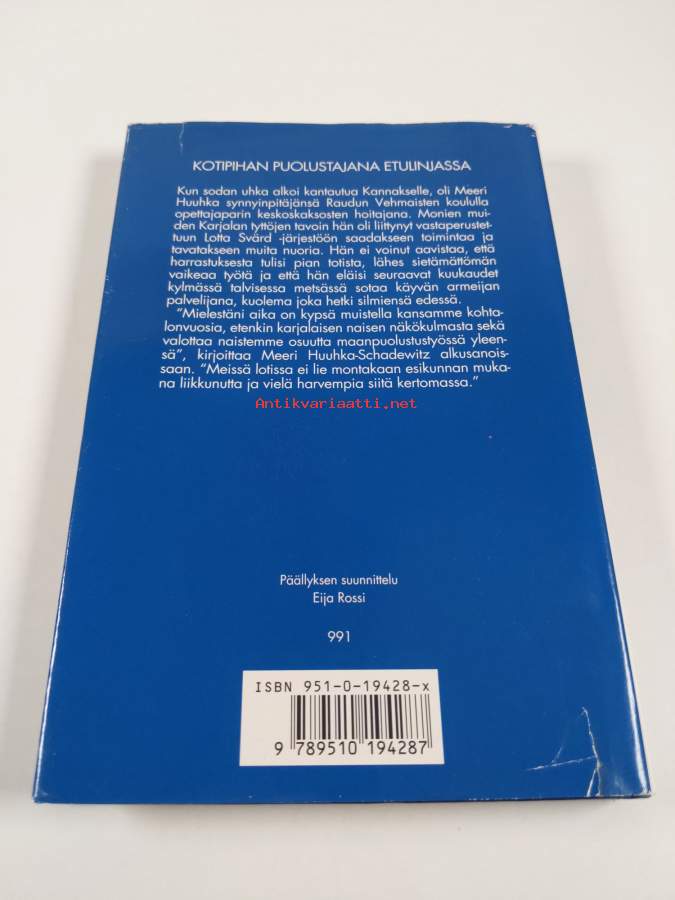 KOTIPIHAN PUOLUSTAJANA ETULINJASSA
Kun sodan uhka alkoi kantautua Kannakselle, oli Meeri
Huuhka synnyinpitäjänsä Raudun Vehmaisten koululla
opettajaparin keskoskaksosten hoitajana. Monien mui-
den Karjalan tyttöjen tavoin hän oli liittynyt vastaperustet-
tuun Lotta Svärd -järjestöön saadakseen toimintaa ja
tavatakseen muita nuoria. Hän ei voinut aavistaa, että
harrastuksesta tulisi pian totista, lähes sietämättömän
vaikeaa työtä ja että hän eläisi seuraavat kuukaudet
kylmässä talvisessa metsässä sotaa käyvän armeijan
palvelijana, kuolema joka hetki silmiensä edessä.
"Mielestäni aika on kypsä muistella kansamme kohta-
lonvuosia, etenkin karjalaisen naisen näkökulmasta sekä
valottaa naistemme osuutta maanpuolustustyössä yleen-
sä", kirjoittaa Meeri Huuhka-Schadewitz alkusanois-
saan. "Meissä lotissa ei lie montakaan esikunnan muka-
na liikkunutta ja vielä harvempia siitä kertomassa."
Antikvariaatti.net
Päällyksen suunnittelu
Eija Rossi
991
ISBN 951-0-19428-x
9 789510 194287